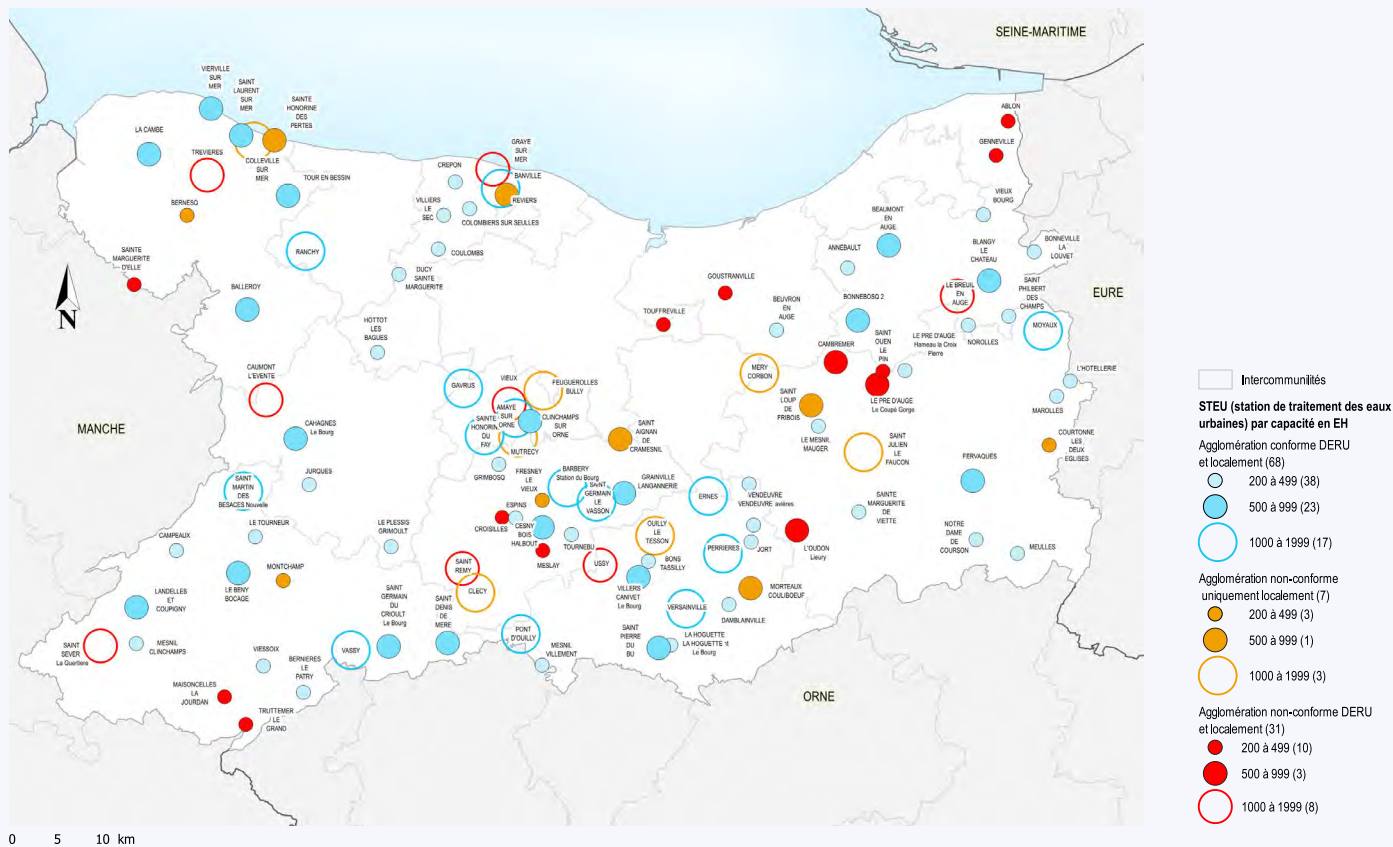 SEINE-MARITIME
VIERVILLE
SUR
MER
SAINT
LAURENT
SUR
MER
SAINTE
HONORINE
DES
PERTES
LA CAMBE
TREVIERES
COLLEVILLE
SUR
MER
TOUR EN BESSIN
BERNESQ
SAINTE
MARGUERITE
D'ELLE
N
RANCHY
BALLEROY
CREPON
GRAYE
SUR
MER
BANVILLE
REVIERS
VILLIERS
LE
SEC
COLOMBIERS SUR SEULLES
COULOMBS
DUCY
SAINTE
MARGUERITE
HOTTOT
LES
BAGUES
ABLON
GENNEVILLE
VIEUX
BOURG
BEAUMONT
EN
AUGE
ANNEBAULT
BLANGY
LE
CHATEAU
BONNEVILLE
LA
LOUVET
GOUSTRANVILLE
TOUFFREVILLE
BEUVRON
EN
AUGE
BONNEBOSQ 2
LE BREUIL
EN
AUGE
SAINT
PHILBERT
DES
CHAMPS
EURE
MOYAUX
NOROLLES
LE PRE D'AUGE
Hameau la Croix
Pierre
SAINT
OUEN
LE
PIN
CAMBREMER
LE PRE D'AUGE
Le Coupe Gorge
L'HOTELLERIE
MAROLLES
COURTONNE
LES
DEUX
EGLISES
MERY
CORBON
SAINT
LOUP
DE
FRIBOIS
LE MESNIL
MAUGER
SAINT
JULIEN
LE
FAUCON
CAUMONT
L'EVENTE
MANCHE
CAHAGNES
Le Bourg
GAVRUS
VIEUX
FEUGUEROLLES
BULLY
AMAYE
SUR
ORNE
CLINCHAMPS
SUR
ORNE
SAINTE
HONORIN
DU
FAY
MUTRECY
SAINT
AIGNAN
DE
CRAMESNIL
GRIMBOSQ
FRESNEY
LE
VIEUX
BARBERY
Station du Bourg
SAINT
GERMAIN
LE
VASSON
GRAINVILLE
LANGANNERIE
ERNES
VENDEUVRE
VENDEUVRE avières
FERVAQUES
SAINTE
MARGUERITE
DE
VIETTE
NOTRE
DAME
DE
COURSON
MEULLES
JURQUES
SAINT
MARTIN
DES
BESACES Nouvelle
LE TOURNEUR
CAMPEAUX
LE PLESSIS
GRIMOULT
ESPINS
CROISILLES
CESNY
BOIS
HALBOUT
TOURNEBU
MESLAY
OUILLY
LE
TESSON
USSY
BONS
TASSILLY
VILLERS
CANIVET
Le Bourg
PERRIERES
JORT
L'OUDON
Lieury
MORTEAUX
COULIBOEUF
DAMBLAINVILLE
VERSAINVILLE
SAINT
REMY
CLECY
MONTCHAMP
LE BENY
BOCAGE
LANDELLES
ET
COUPIGNY
SAINT
SEVER
La Guertiere
MESNIL
CLINCHAMPS
VIESSOIX
BERNIERES
LE
PATRY
MAISONCELLES
LA
JOURDAN
TRUTTEMER
LE
GRAND
VASSY
SAINT
GERMAIN
DU
CRIOULT
Le Bourg
SAINT
DENIS
DE
MERE
PONT
D'OUILLY
MESNIL
VILLEMENT
SAINT
PIERRE
DU
BU
LA HOGUETTE
LA HOGUETTE
Le Bourg
ORNE
0 5 10 km
Intercommunlités
STEU (station de traitement des eaux
urbaines) par capacité en EH
Agglomération conforme DERU
et localement (68)
200 à 499 (38)
500 à 999 (23)
1000 à 1999 (17)
Agglomération non-conforme
uniquement localement (7)
200 à 499 (3)
500 à 999 (1)
1000 à 1999 (3)
Agglomération non-conforme DERU
et localement (31)
200 à 499 (10)
500 à 999 (3)
1000 à 1999 (8)